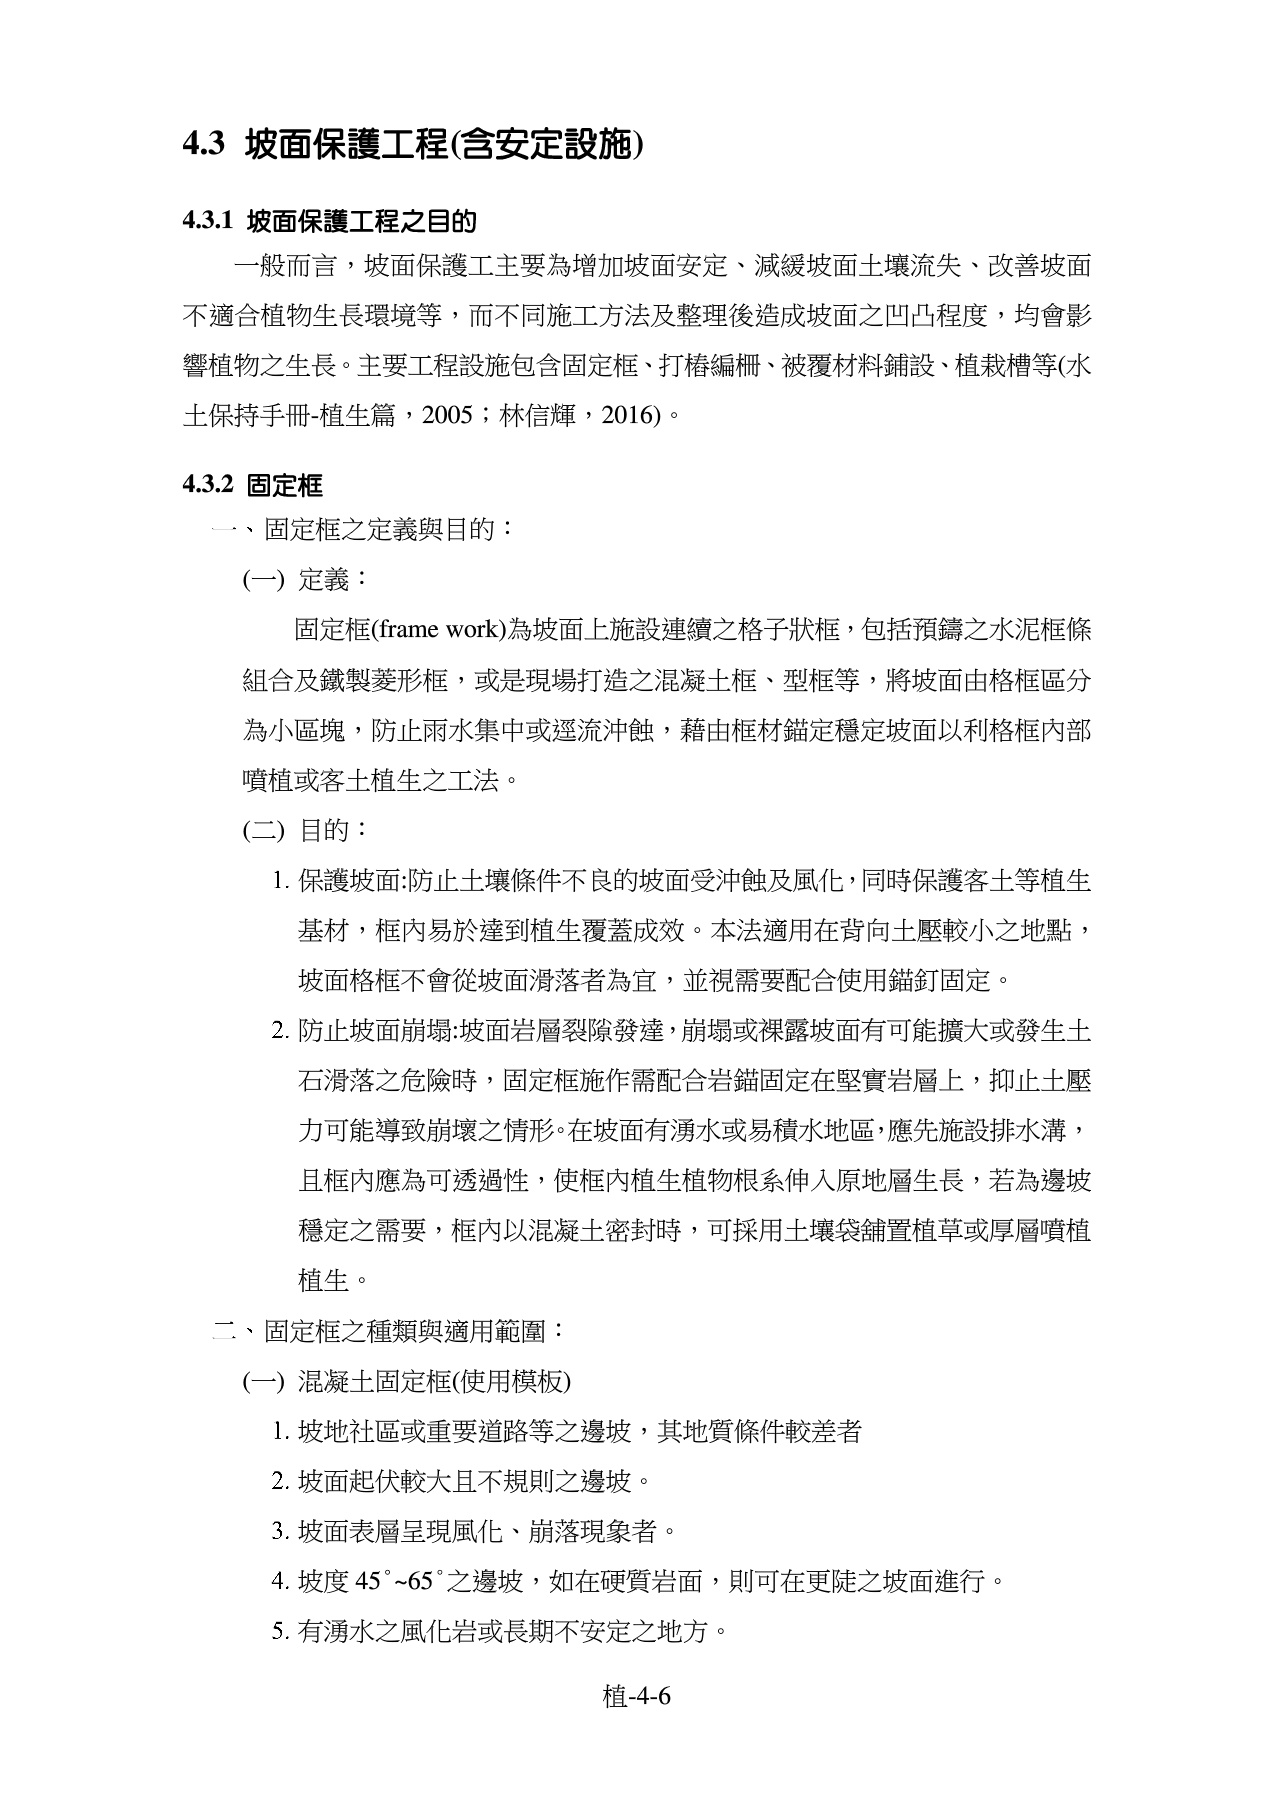 4.3 坡面保護工程(含安定設施)
4.3.1 坡面保護工程之目的
一般而言，坡面保護工主要為增加坡面安定、減緩坡面土壤流失、改善坡面
不適合植物生長環境等，而不同施工方法及整理後造成坡面之凹凸程度，均會影
響植物之生長。主要工程設施包含固定框、打樁編柵、被覆材料鋪設、植栽槽等(水
土保持手冊-植生篇，2005；林信輝，2016)。
4.3.2 固定框
一、固定框之定義與目的：
(一) 定義：
固定框(frame work)為坡面上施設連續之格子狀框，包括預鑄之水泥框條
組合及鐵製菱形框，或是現場打造之混凝土框、型框等，將坡面由格框區分
為小區塊，防止雨水集中或逕流沖蝕，藉由框材錨定穩定坡面以利格框內部
噴植或客土植生之工法。
(二) 目的：
1. 保護坡面:防止土壤條件不良的坡面受沖蝕及風化，同時保護客土等植生
基材，框內易於達到植生覆蓋成效。本法適用在背向土壓較小之地點，
坡面格框不會從坡面滑落者為宜，並視需要配合使用錨釘固定。
2. 防止坡面崩塌:坡面岩層裂隙發達，崩塌或裸露坡面有可能擴大或發生土
石滑落之危險時，固定框施作需配合岩錨固定在堅實岩層上，抑止土壓
力可能導致崩壞之情形。在坡面有湧水或易積水地區，應先施設排水溝，
且框內應為可透過性，使框內植生植物根系伸入原地層生長，若為邊坡
穩定之需要，框內以混凝土密封時，可採用土壤袋舖置植草或厚層噴植
植生。
二、固定框之種類與適用範圍：
(一) 混凝土固定框(使用模板)
1. 坡地社區或重要道路等之邊坡，其地質條件較差者
2. 坡面起伏較大且不規則之邊坡。
3. 坡面表層呈現風化、崩落現象者。
4. 坡度 45˚~65˚之邊坡，如在硬質岩面，則可在更陡之坡面進行。
5. 有湧水之風化岩或長期不安定之地方。
植-4-6